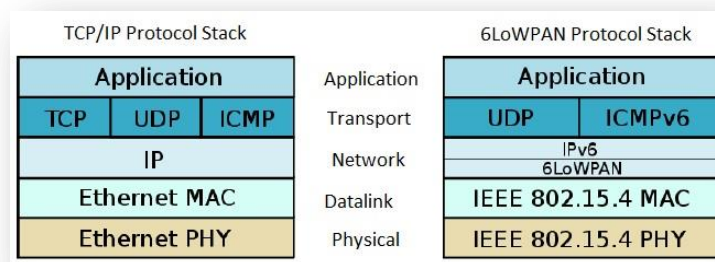 TCP/IP Protocol Stack
6LoWPAN Protocol Stack
Application
Application
Application
TCP
UDP
ICMP
Transport
UDP
ICMPv6
IP
Network
IPv6
6LoWPAN
Ethernet MAC
Datalink
IEEE 802.15.4 MAC
Ethernet PHY
Physical
IEEE 802.15.4 PHY